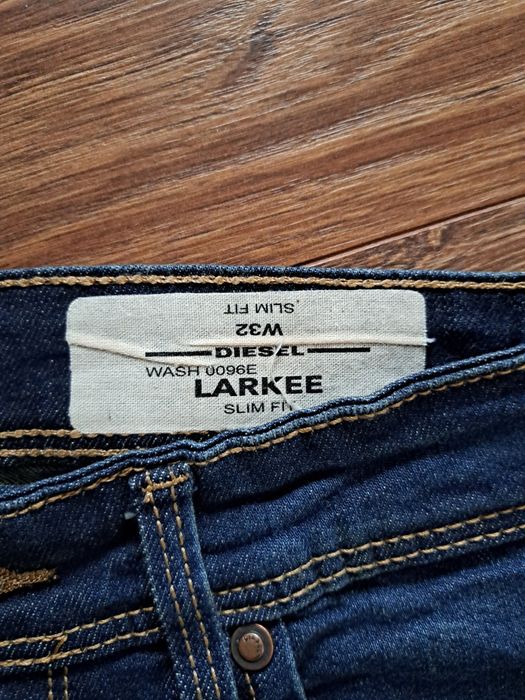 SLIM FIT
W32
DIESEL
WASH 0096E
LARKEE
SLIM FIT